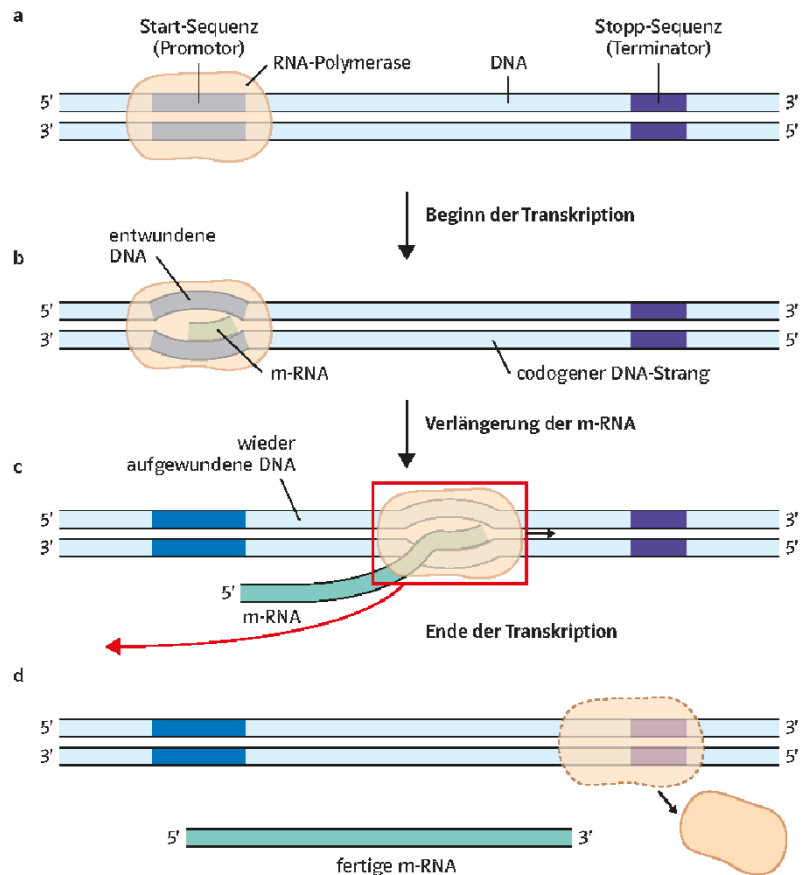 a
Start-Sequenz
(Promotor)
RNA-Polymerase
DNA
Stopp-Sequenz
(Terminator)
5' 3'
3' 5'
Beginn der Transkription
entwundene
DNA
b
5' 3'
3' 5'
m-RNA
codogener DNA-Strang
Verlängerung der m-RNA
c
wieder
aufgewundene DNA
5' 3'
3' 5'
5'
m-RNA
Ende der Transkription
d
5' 3'
3' 5'
5' 3'
fertige m-RNA